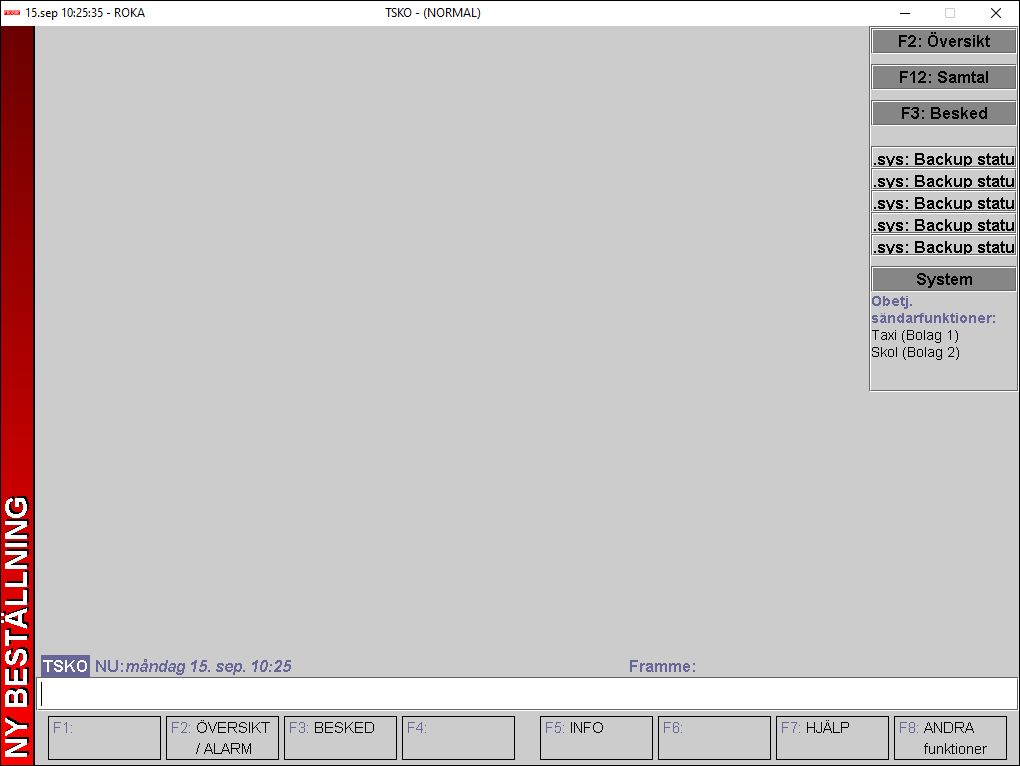 15.sep 10:25:35 - ROKA
TSKO - (NORMAL)
F2: Översikt
F12: Samtal
F3: Besked
.sys: Backup statu
.sys: Backup statu
.sys: Backup statu
.sys: Backup statu
.sys: Backup statu
System
Obetj.
sändarfunktioner:
Taxi (Bolag 1)
Skol (Bolag 2)
NY BESTÄLLNING
TSKO NU: måndag 15. sep. 10:25
Framme:
F1:
F2: ÖVERSIKT
/ ALARM
F3: BESKED
F4:
F5: INFO
F6:
F7: HJÄLP
F8: ANDRA
funktioner